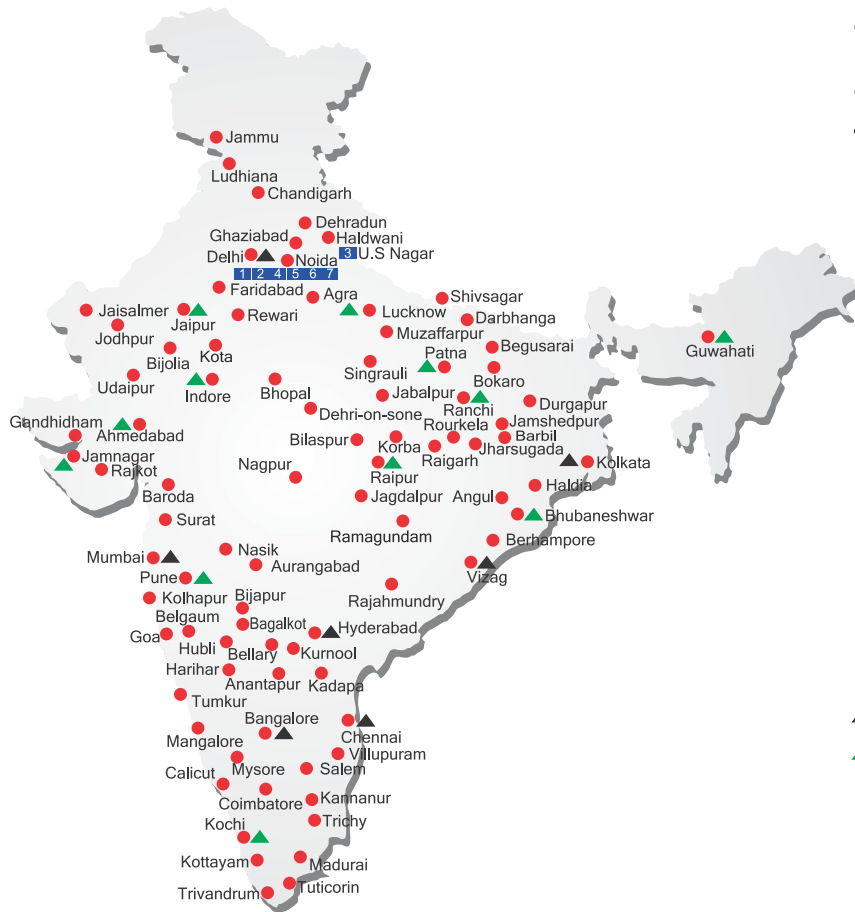 Jammu
Ludhiana
Chandigarh
Dehradun
Ghaziabad
Haldwani
Delhi
3 U.S Nagar
Noida
1 2 4 5 6 7
Faridabad
Agra
Shivsagar
Jaisalmer
Jaipur
Rewari
Lucknow
Darbhanga
Jodhpur
Muzaffarpur
Bijolia
Kota
Patna
Begusarai
Guwahati
Udaipur
Indore
Bhopal
Singrauli
Bokaro
Jabalpur
Ranchi
Durgapur
Dehri-on-sone
Gandhidham
Ahmedabad
Rourkela
Jamshedpur
Bilaspur
Korba
Barbil
Jharsugada
Raigarh
Jamnagar
Rajkot
Nagpur
Raipur
Kolkata
Baroda
Jagdalpur
Angul
Haldia
Surat
Bhubaneshwar
Ramagundam
Berhampore
Nasik
Mumbai
Aurangabad
Vizag
Pune
Rajahmundry
Kolhapur
Bijapur
Belgaum
Bagalkot
Goa
Hyderabad
Hubli
Bellary
Kurnool
Harihar
Anantapur
Kadapa
Tumkur
Bangalore
Chennai
Mangalore
Villupuram
Mysore
Salem
Calicut
Coimbatore
Kannanur
Kochi
Trichy
Kottayam
Madurai
Tuticorin
Trivandrum